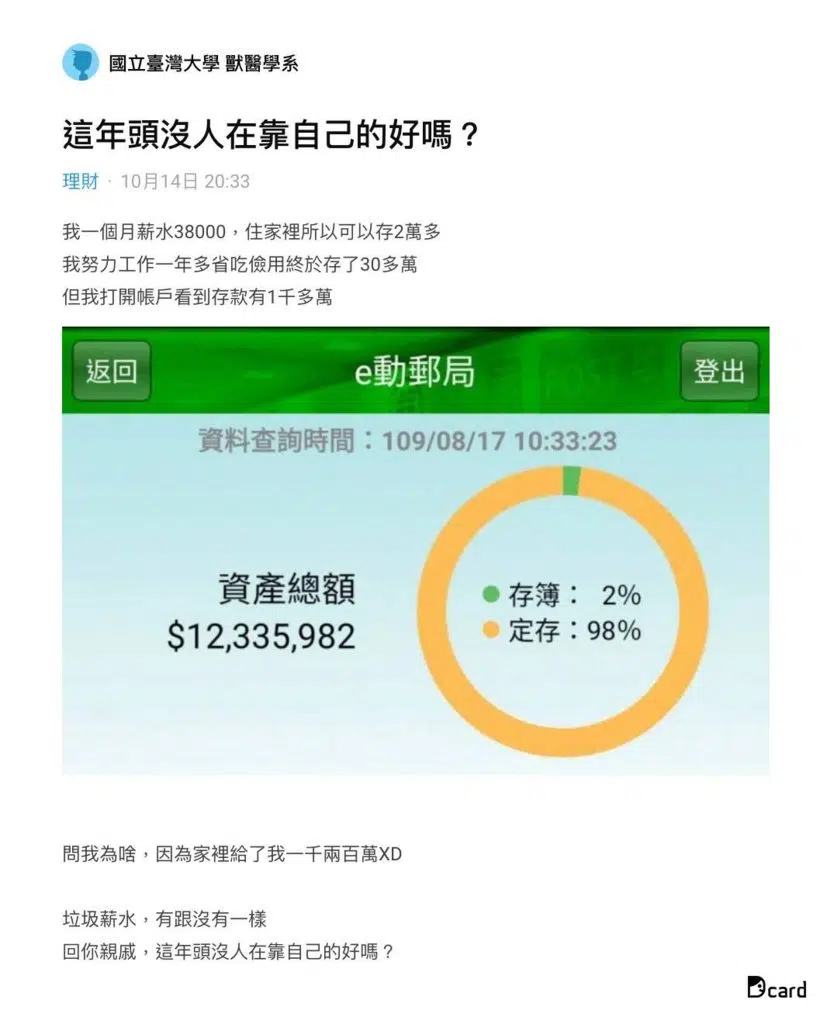 國立臺灣大學 獸醫學系
這年頭沒人在靠自己的好嗎？
理財 · 10月14日 20:33
我一個月薪水38000，住家裡所以可以存2萬多
我努力工作一年多省吃儉用終於存了30多萬
但我打開帳戶看到存款有1千多萬
返回 e動郵局 登出
資料查詢時間：109/08/17 10:33:23
資產總額
$12,335,982
存簿： 2%
定存：98%
問我為啥，因為家裡給了我一千兩百萬XD
垃圾薪水，有跟沒有一樣
回你親戚，這年頭沒人在靠自己的好嗎？
Dcard